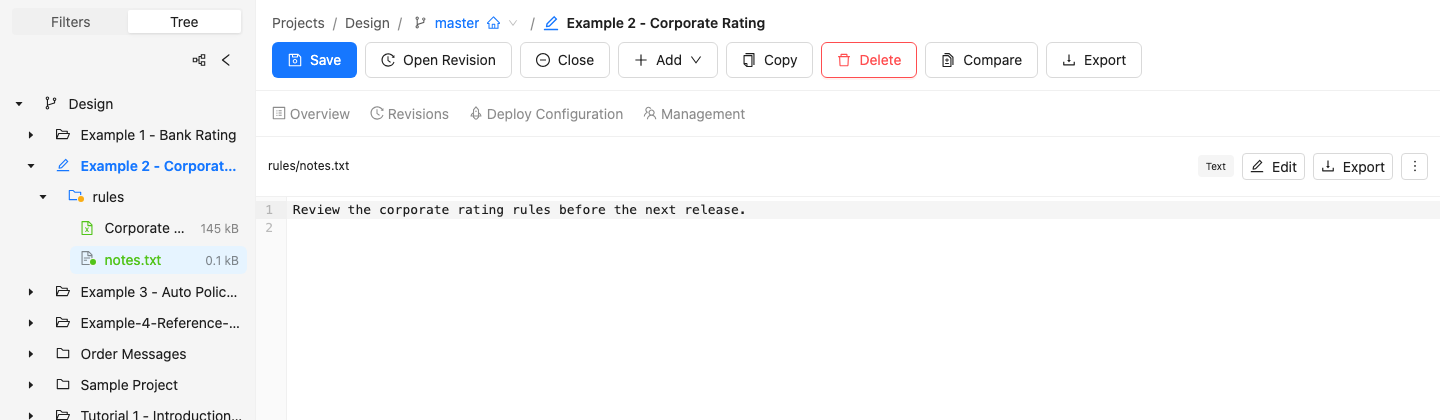 Filters Tree
Projects / Design / master / Example 2 - Corporate Rating
Save Open Revision Close Add Copy Delete Compare Export
Design
Overview Revisions Deploy Configuration Management
Example 1 - Bank Rating
Example 2 - Corporat...
rules/notes.txt Text Edit Export
rules
1 Review the corporate rating rules before the next release.
2
Corporate ... 145 kB
notes.txt 0.1 kB
Example 3 - Auto Polic...
Example-4-Reference-...
Order Messages
Sample Project
Tutorial 1 - Introduction...